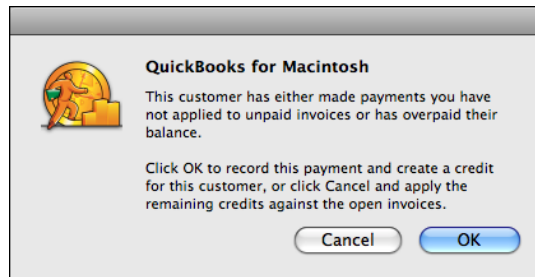 QuickBooks for Macintosh
This customer has either made payments you have
not applied to unpaid invoices or has overpaid their
balance.
Click OK to record this payment and create a credit
for this customer, or click Cancel and apply the
remaining credits against the open invoices.
Cancel OK